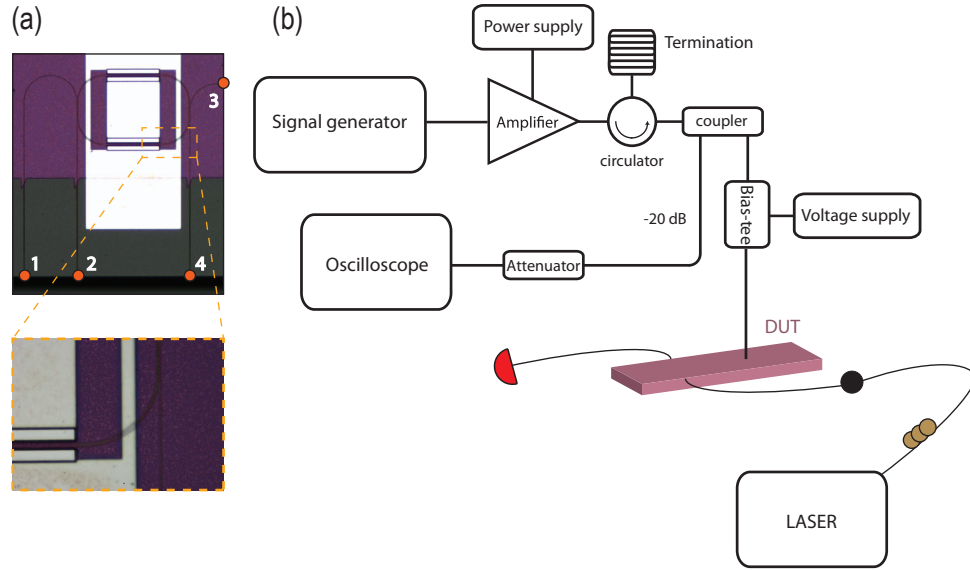 (a)
1
2
3
4
(b)
Power supply
Termination
Signal generator
Amplifier
circulator
coupler
Bias-tee
Voltage supply
-20 dB
Oscilloscope
Attenuator
DUT
LASER